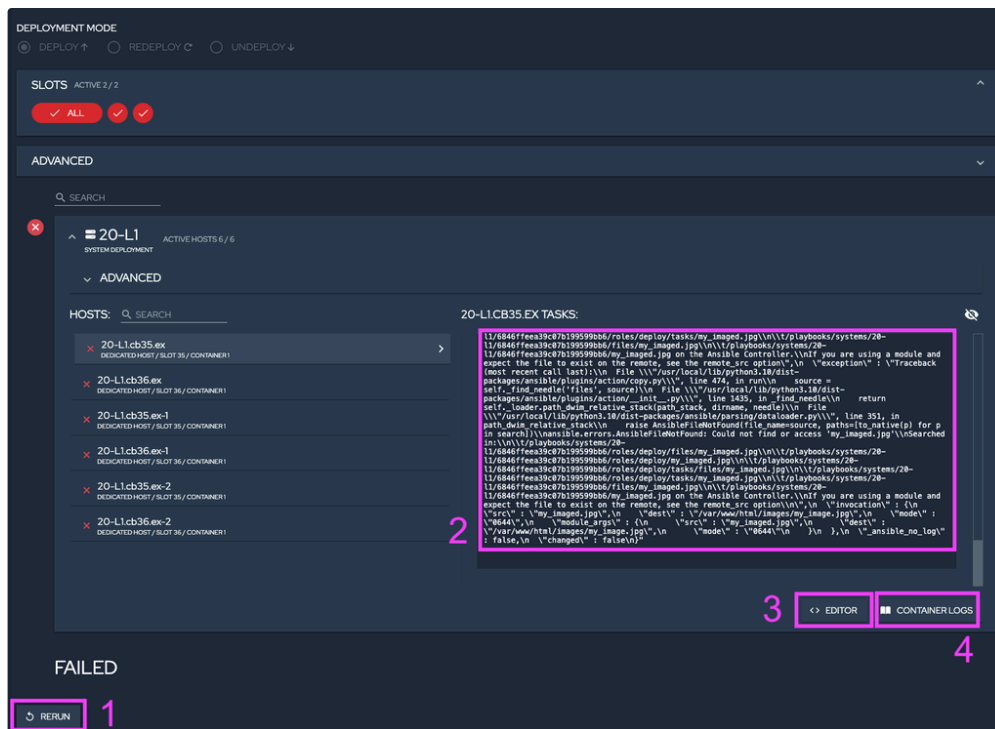 DEPLOYMENT MODE
DEPLOY REDEPLOY UNDEPLOY
SLOTS ACTIVE 2 / 2
ALL
ADVANCED
SEARCH
20-L1 ACTIVE HOSTS 6 / 6
SYSTEM DEPLOYMENT
ADVANCED
HOSTS: SEARCH
20-L1.cb35.ex
DEDICATED HOST / SLOT 35 / CONTAINER 1
20-L1.cb36.ex
DEDICATED HOST / SLOT 36 / CONTAINER 1
20-L1.cb35.ex-1
DEDICATED HOST / SLOT 35 / CONTAINER 1
20-L1.cb36.ex-1
DEDICATED HOST / SLOT 36 / CONTAINER 1
20-L1.cb35.ex-2
DEDICATED HOST / SLOT 35 / CONTAINER 1
20-L1.cb36.ex-2
DEDICATED HOST / SLOT 36 / CONTAINER 1
20-L1.CB35.EX TASKS:
l1/6846ffeea39c07b199599bb6/roles/deploy/tasks/my_imaged.jpg\\n\\t/playbooks/systems/20-
l1/6846ffeea39c07b199599bb6/files/my_imaged.jpg\\n\\t/playbooks/systems/20-
l1/6846ffeea39c07b199599bb6/my_imaged.jpg on the Ansible Controller.\\nIf you are using a module and
expect the file to exist on the remote, see the remote_src option\",\n \"exception\" : \"Traceback
(most recent call last):\\n File \\\"/usr/local/lib/python3.10/dist-
packages/ansible/plugins/action/copy.py\\\", line 474, in run\\n source =
self._find_needle('files', source)\\n File \\\"/usr/local/lib/python3.10/dist-
packages/ansible/plugins/action/__init__.py\\\", line 1435, in _find_needle\\n return
self._loader.path_dwim_relative_stack(path_stack, dirname, needle)\\n File
\\\"/usr/local/lib/python3.10/dist-packages/ansible/parsing/dataloader.py\\\", line 351, in
path_dwim_relative_stack\\n raise AnsibleFileNotFound(file_name=source, paths=[to_native(p) for p
in search])\\nansible.errors.AnsibleFileNotFound: Could not find or access 'my_imaged.jpg'\\nSearched
in:\\n\\t/playbooks/systems/20-
l1/6846ffeea39c07b199599bb6/roles/deploy/files/my_imaged.jpg\\n\\t/playbooks/systems/20-
l1/6846ffeea39c07b199599bb6/roles/deploy/my_imaged.jpg\\n\\t/playbooks/systems/20-
l1/6846ffeea39c07b199599bb6/roles/deploy/tasks/files/my_imaged.jpg\\n\\t/playbooks/systems/20-
l1/6846ffeea39c07b199599bb6/roles/deploy/tasks/my_imaged.jpg\\n\\t/playbooks/systems/20-
l1/6846ffeea39c07b199599bb6/files/my_imaged.jpg\\n\\t/playbooks/systems/20-
l1/6846ffeea39c07b199599bb6/my_imaged.jpg on the Ansible Controller.\\nIf you are using a module and
expect the file to exist on the remote, see the remote_src option\\n\",\n \"invocation\" : {\n
\"src\" : \"my_imaged.jpg\",\n \"dest\" : \"/var/www/html/images/my_image.jpg\",\n \"mode\" :
\"0644\",\n \"module_args\" : {\n \"src\" : \"my_imaged.jpg\",\n \"dest\" :
\"/var/www/html/images/my_image.jpg\",\n \"mode\" : \"0644\"\n }\n },\n \"_ansible_no_log\"
: false,\n \"changed\" : false\n}"
2
3
EDITOR
CONTAINER LOGS
4
FAILED
RERUN
1